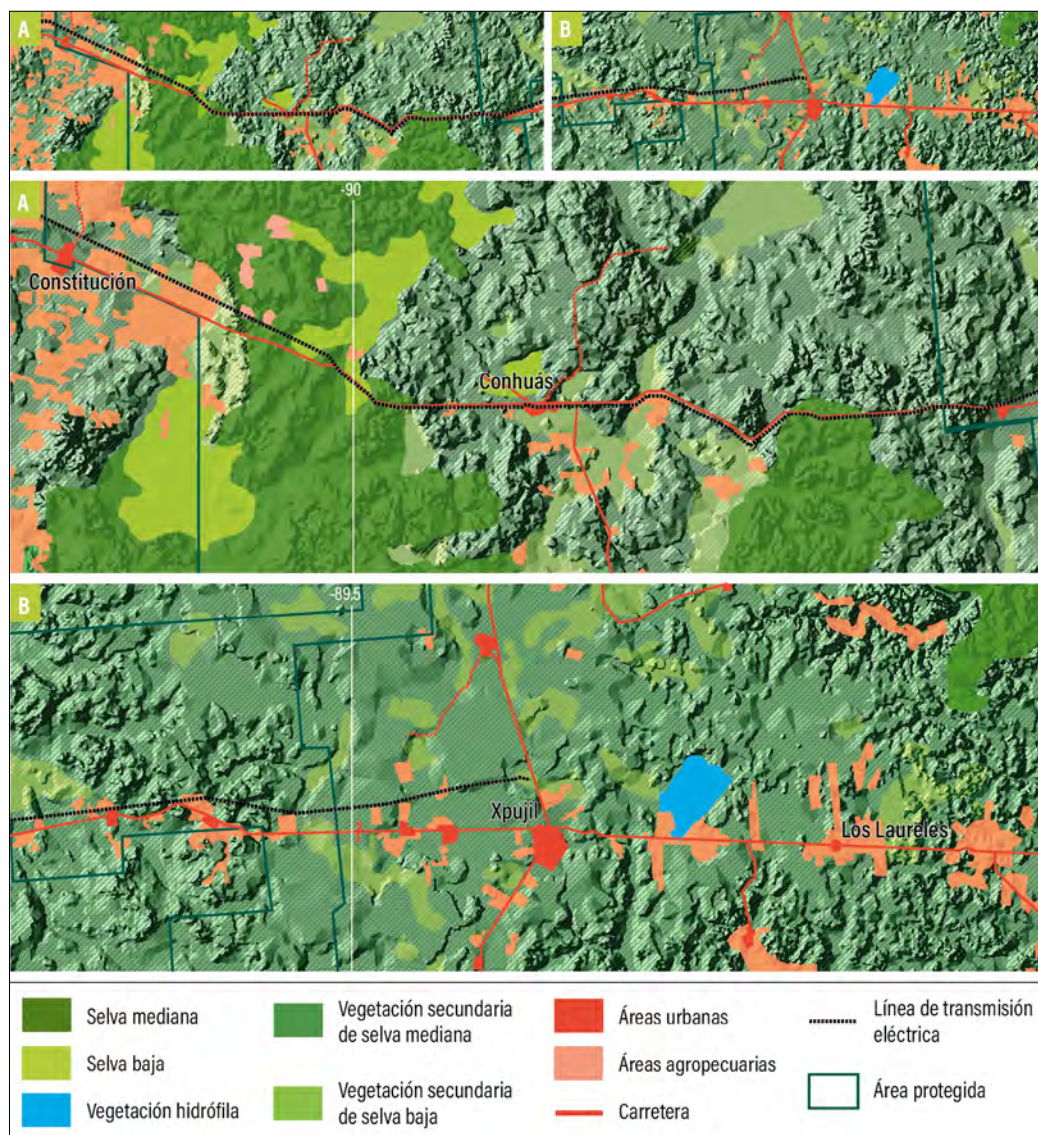 A
B
A
-90
Constitución
Conhuás
B
-89.5
Xpujil
Los Laureles
Selva mediana
Selva baja
Vegetación hidrófila
Vegetación secundaria
de selva mediana
Vegetación secundaria
de selva baja
Áreas urbanas
Áreas agropecuarias
Carretera
Línea de transmisión
eléctrica
Área protegida